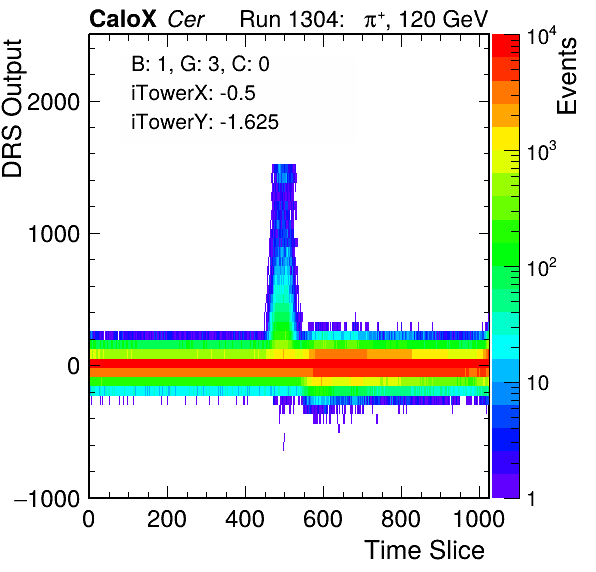 CaloX Cer Run 1304: π⁺, 120 GeV
B: 1, G: 3, C: 0
iTowerX: -0.5
iTowerY: -1.625
DRS Output
2000
1000
0
−1000
0 200 400 600 800 1000
Time Slice
Events
10⁴
10³
10²
10
1